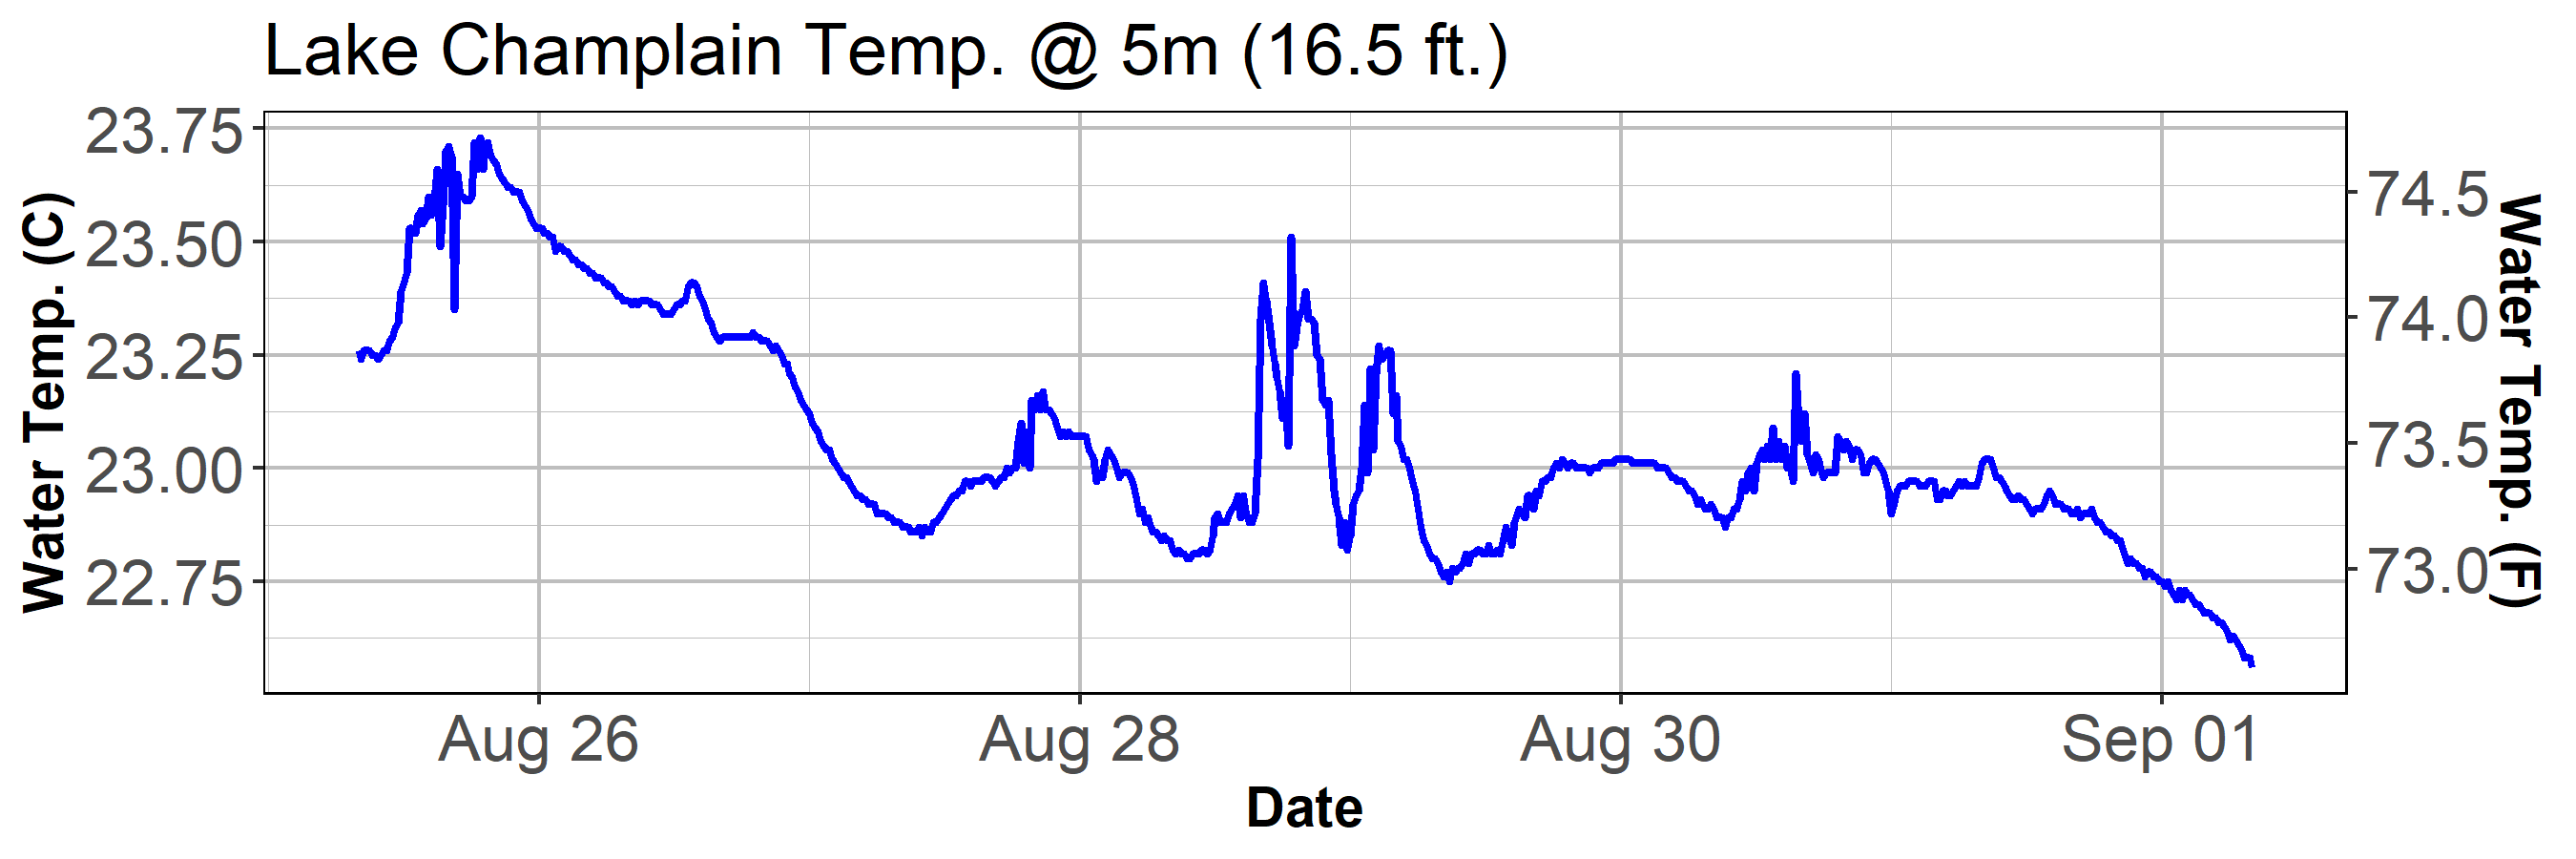 Lake Champlain Temp. @ 5m (16.5 ft.)
Water Temp. (C)
23.75
23.50
23.25
23.00
22.75
74.5
74.0
73.5
73.0
Water Temp. (F)
Aug 26
Aug 28
Aug 30
Sep 01
Date